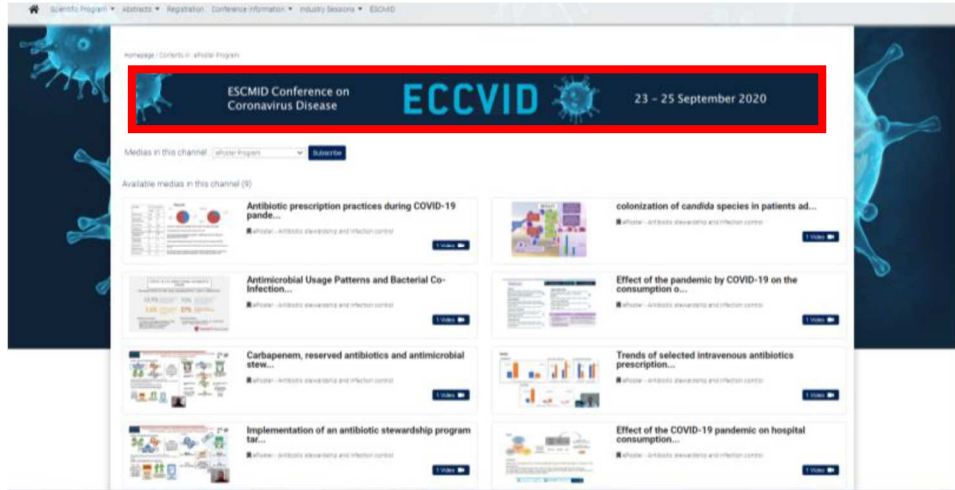 Scientific Program Abstracts Registration Conference Information Industry Sessions ESCMID
Homepage / Contents in: ePoster Program
ESCMID Conference on
Coronavirus Disease
ECCVID
23 – 25 September 2020
Medias in this channel ePoster Program Subscribe
Available medias in this channel (9)
Antibiotic prescription practices during COVID-19
pande...
ePoster - Antibiotic stewardship and infection control
1 Video
colonization of candida species in patients ad...
ePoster - Antibiotic stewardship and infection control
1 Video
Antimicrobial Usage Patterns and Bacterial Co-
Infection...
ePoster - Antibiotic stewardship and infection control
1 Video
Effect of the pandemic by COVID-19 on the
consumption o...
ePoster - Antibiotic stewardship and infection control
1 Video
Carbapenem, reserved antibiotics and antimicrobial
stew...
ePoster - Antibiotic stewardship and infection control
1 Video
Trends of selected intravenous antibiotics
prescription...
ePoster - Antibiotic stewardship and infection control
1 Video
Implementation of an antibiotic stewardship program
tar...
ePoster - Antibiotic stewardship and infection control
1 Video
Effect of the COVID-19 pandemic on hospital
consumption...
ePoster - Antibiotic stewardship and infection control
1 Video